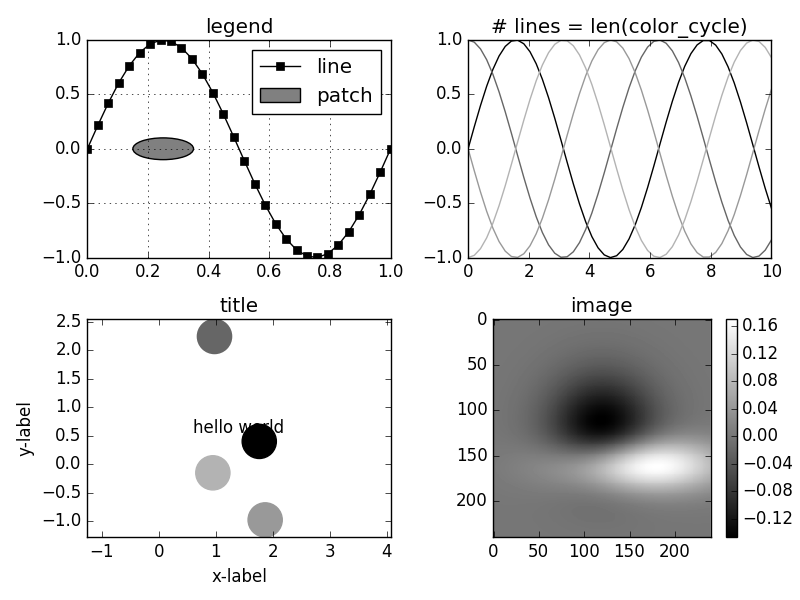 legend
1.0
0.5
0.0
−0.5
−1.0
0.0 0.2 0.4 0.6 0.8 1.0
line
patch
# lines = len(color_cycle)
1.0
0.5
0.0
−0.5
−1.0
0 2 4 6 8 10
title
2.5
2.0
1.5
1.0
0.5
0.0
−0.5
−1.0
y-label
hello world
−1 0 1 2 3 4
x-label
image
0
50
100
150
200
0 50 100 150 200
0.16
0.12
0.08
0.04
0.00
−0.04
−0.08
−0.12